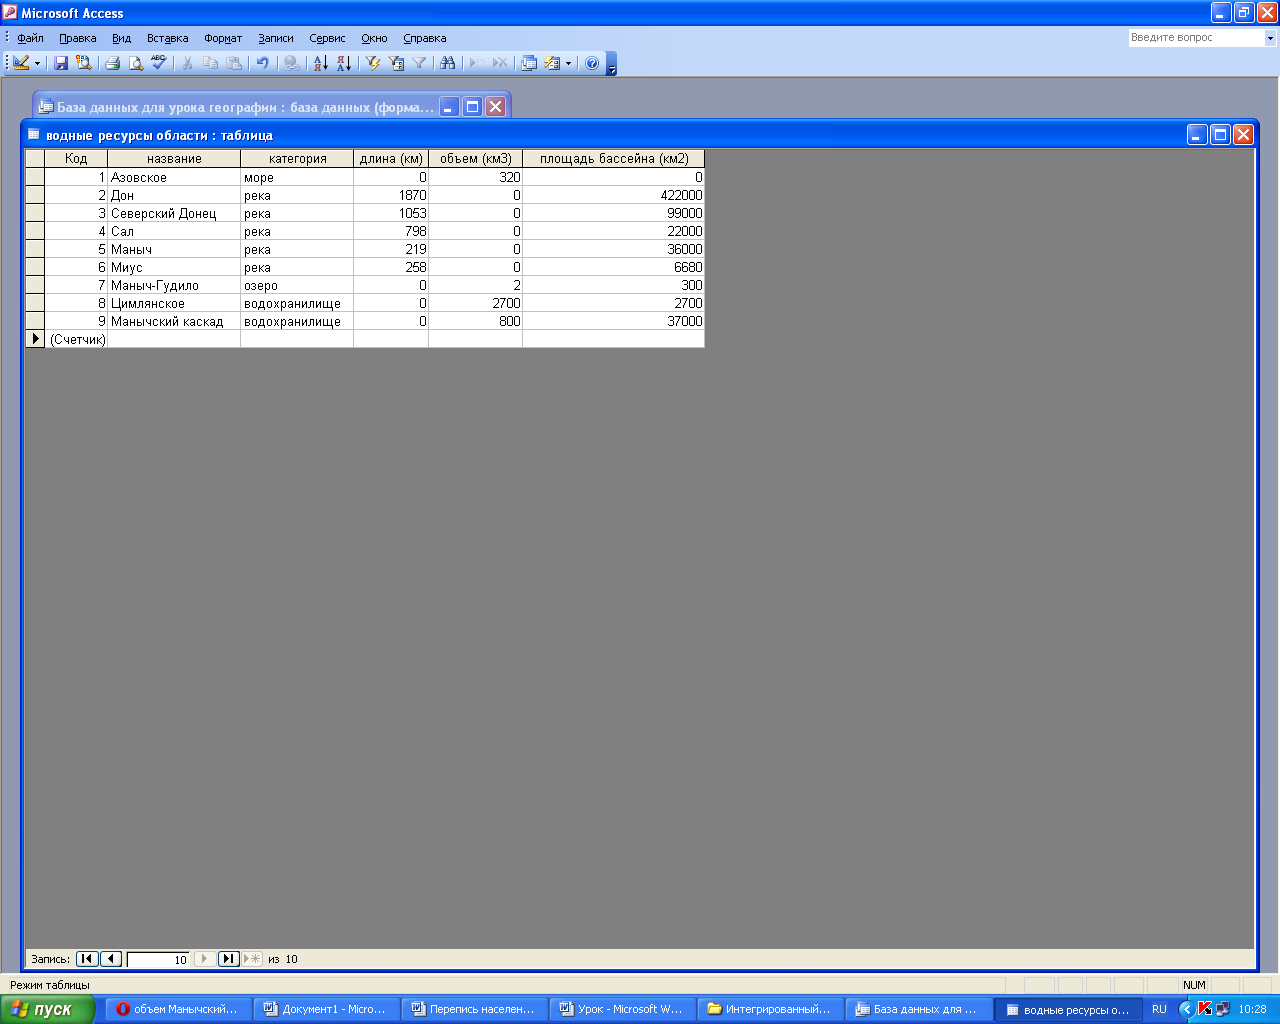 Microsoft Access
Файл Правка Вид Вставка Формат Записи Сервис Окно Справка Введите вопрос
База данных для урока географии : база данных (форма...
водные ресурсы области : таблица
Код название категория длина (км) объем (км3) площадь бассейна (км2)
1 Азовское море 0 320 0
2 Дон река 1870 0 422000
3 Северский Донец река 1053 0 99000
4 Сал река 798 0 22000
5 Маныч река 219 0 36000
6 Миус река 258 0 6680
7 Маныч-Гудило озеро 0 2 300
8 Цимлянское водохранилище 0 2700 2700
9 Манычский каскад водохранилище 0 800 37000
(Счетчик)
Запись: 10 из 10
Режим таблицы NUM
пуск объем Манычский... Документ1 - Micro... Перепись населен... Урок - Microsoft W... Интегрированный... База данных для ... водные ресурсы о... RU 10:28